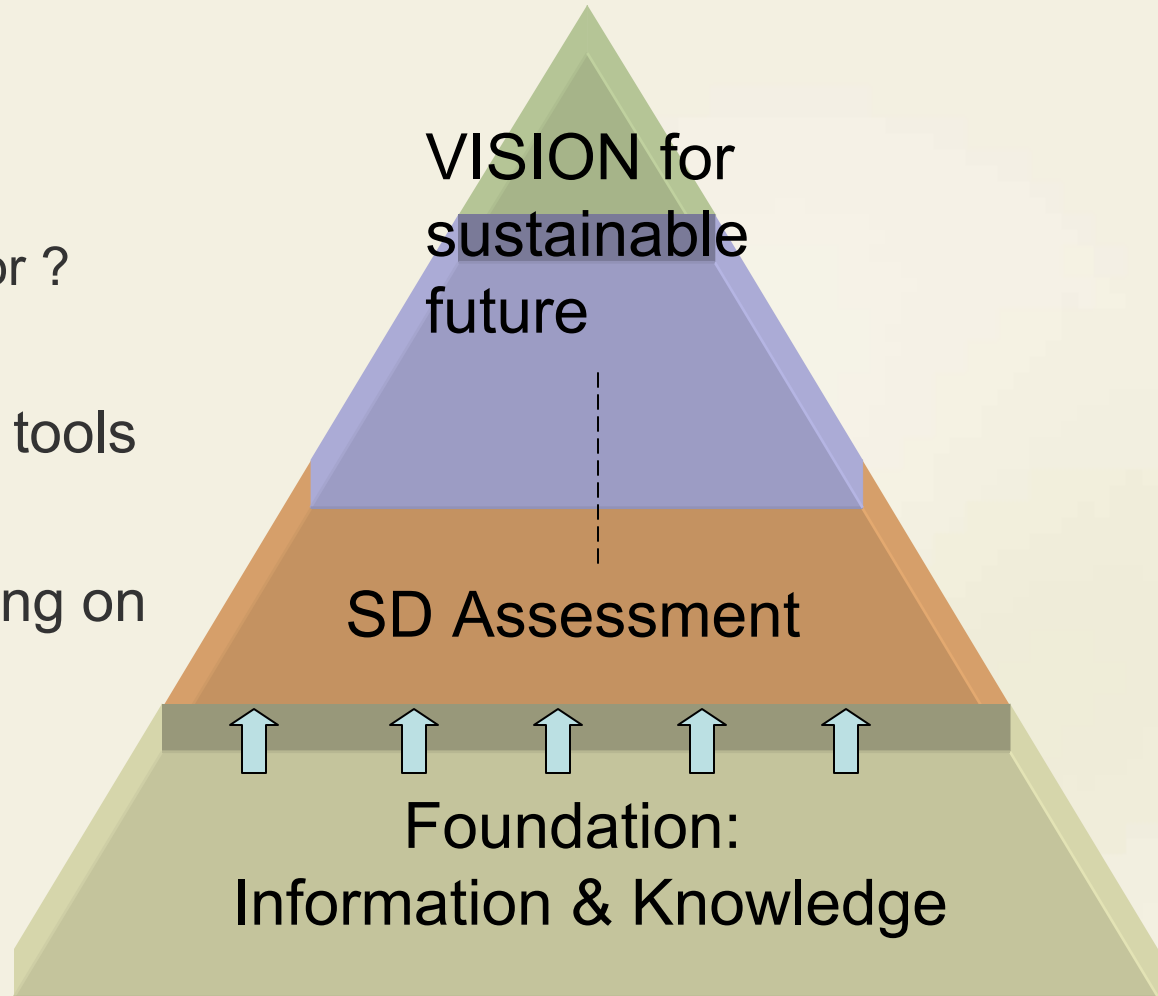 VISION for
sustainable
future
or ?
tools
ng on
SD Assessment
Foundation:
Information & Knowledge